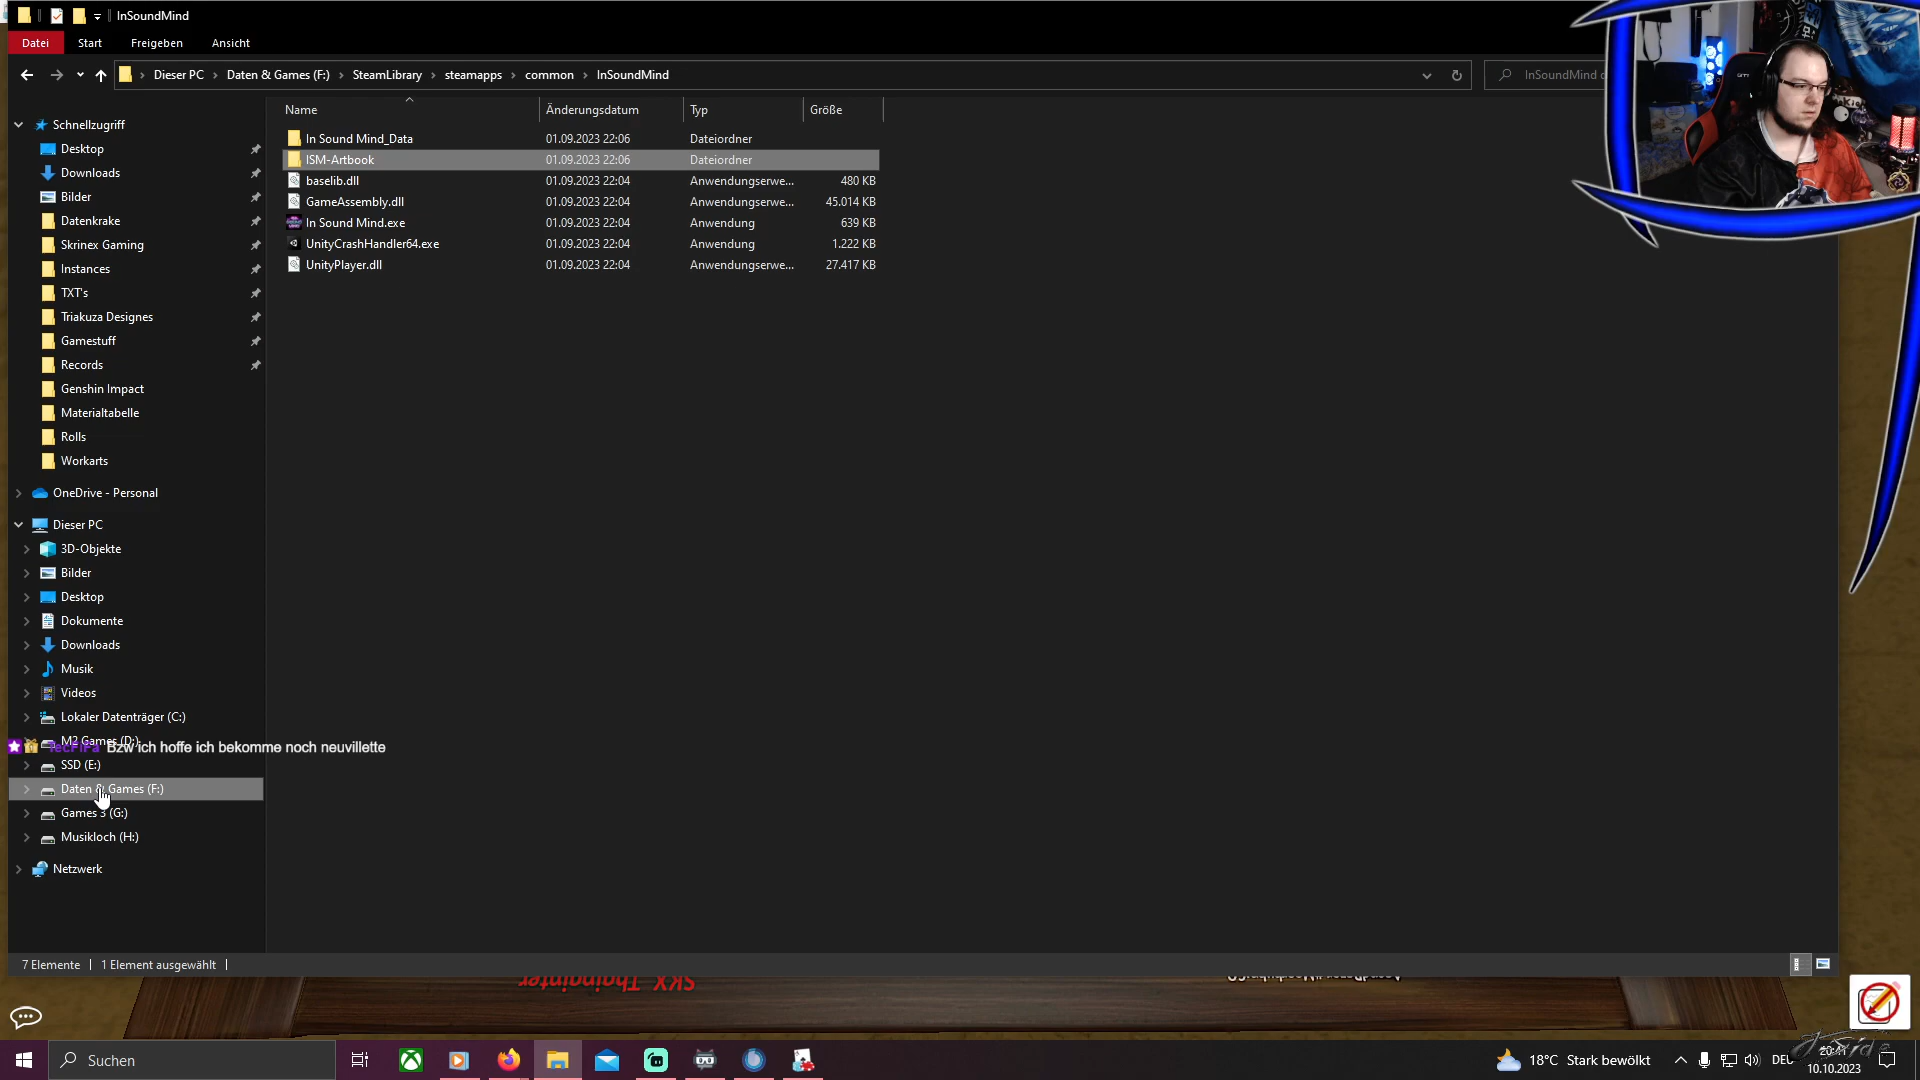 InSoundMind
Datei Start Freigeben Ansicht
Dieser PC Daten & Games (F:) SteamLibrary steamapps common InSoundMind
InSoundMind
Name Änderungsdatum Typ Größe
In Sound Mind_Data 01.09.2023 22:06 Dateiordner
ISM-Artbook 01.09.2023 22:06 Dateiordner
baselib.dll 01.09.2023 22:04 Anwendungserwe... 480 KB
GameAssembly.dll 01.09.2023 22:04 Anwendungserwe... 45.014 KB
In Sound Mind.exe 01.09.2023 22:04 Anwendung 639 KB
UnityCrashHandler64.exe 01.09.2023 22:04 Anwendung 1.222 KB
UnityPlayer.dll 01.09.2023 22:04 Anwendungserwe... 27.417 KB
Schnellzugriff
Desktop
Downloads
Bilder
Datenkrake
Skrinex Gaming
Instances
TXT's
Triakuza Designes
Gamestuff
Records
Genshin Impact
Materialtabelle
Rolls
Workarts
OneDrive - Personal
Dieser PC
3D-Objekte
Bilder
Desktop
Dokumente
Downloads
Musik
Videos
Lokaler Datenträger (C:)
M2 Games (D:)
TecFiFa Bzw ich hoffe ich bekomme noch neuvillette
SSD (E:)
Daten & Games (F:)
Games 3 (G:)
Musikloch (H:)
Netzwerk
7 Elemente 1 Element ausgewählt
SKX
Suchen
18°C Stark bewölkt
DEU
20:41
10.10.2023